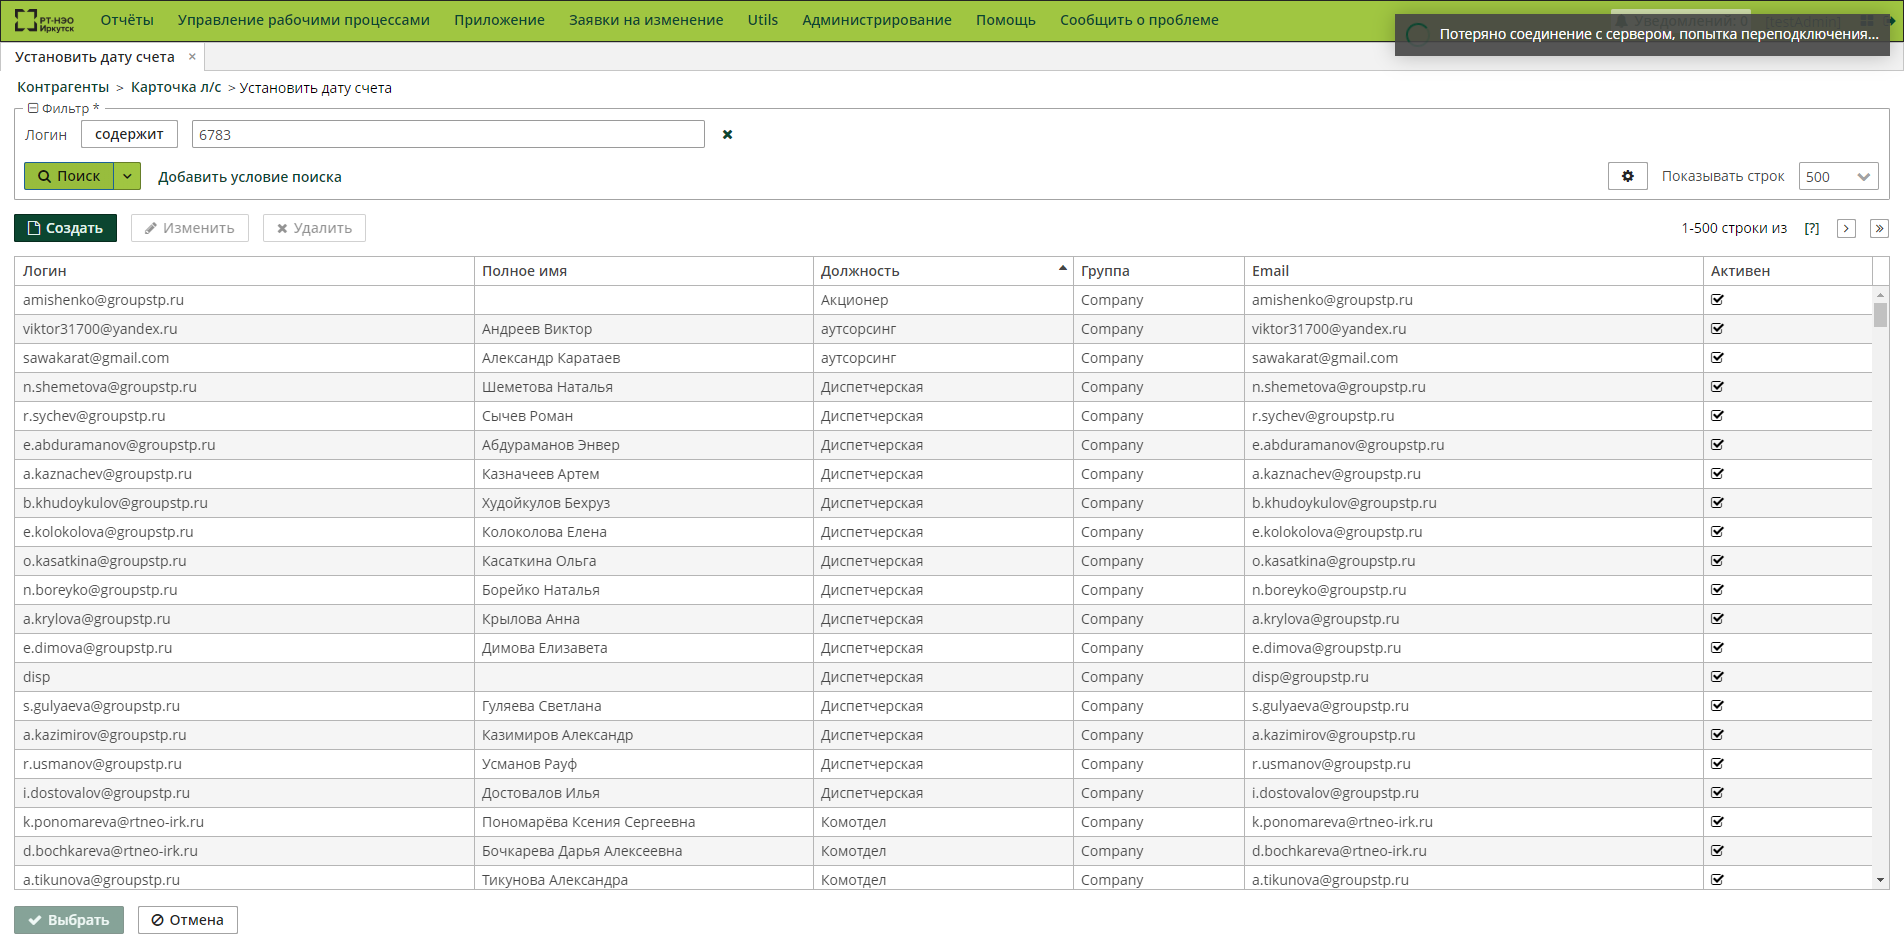 РТ-НЭО Иркутск
Отчёты Управление рабочими процессами Приложение Заявки на изменение Utils Администрирование Помощь Сообщить о проблеме
Уведомлений: 0 [testAdmin]
Потеряно соединение с сервером, попытка переподключения...
Установить дату счета ×
Контрагенты > Карточка л/с > Установить дату счета
Фильтр *
Логин содержит 6783
Поиск Добавить условие поиска Показывать строк 500
Создать Изменить Удалить 1-500 строки из [?]
Логин Полное имя Должность Группа Email Активен
amishenko@groupstp.ru Акционер Company amishenko@groupstp.ru
viktor31700@yandex.ru Андреев Виктор аутсорсинг Company viktor31700@yandex.ru
sawakarat@gmail.com Александр Каратаев аутсорсинг Company sawakarat@gmail.com
n.shemetova@groupstp.ru Шеметова Наталья Диспетчерская Company n.shemetova@groupstp.ru
r.sychev@groupstp.ru Сычев Роман Диспетчерская Company r.sychev@groupstp.ru
e.abduramanov@groupstp.ru Абдураманов Энвер Диспетчерская Company e.abduramanov@groupstp.ru
a.kaznachev@groupstp.ru Казначеев Артем Диспетчерская Company a.kaznachev@groupstp.ru
b.khudoykulov@groupstp.ru Худойкулов Бехруз Диспетчерская Company b.khudoykulov@groupstp.ru
e.kolokolova@groupstp.ru Колоколова Елена Диспетчерская Company e.kolokolova@groupstp.ru
o.kasatkina@groupstp.ru Касаткина Ольга Диспетчерская Company o.kasatkina@groupstp.ru
n.boreyko@groupstp.ru Борейко Наталья Диспетчерская Company n.boreyko@groupstp.ru
a.krylova@groupstp.ru Крылова Анна Диспетчерская Company a.krylova@groupstp.ru
e.dimova@groupstp.ru Димова Елизавета Диспетчерская Company e.dimova@groupstp.ru
disp Диспетчерская Company disp@groupstp.ru
s.gulyaeva@groupstp.ru Гуляева Светлана Диспетчерская Company s.gulyaeva@groupstp.ru
a.kazimirov@groupstp.ru Казимиров Александр Диспетчерская Company a.kazimirov@groupstp.ru
r.usmanov@groupstp.ru Усманов Рауф Диспетчерская Company r.usmanov@groupstp.ru
i.dostovalov@groupstp.ru Достовалов Илья Диспетчерская Company i.dostovalov@groupstp.ru
k.ponomareva@rtneo-irk.ru Пономарёва Ксения Сергеевна Комотдел Company k.ponomareva@rtneo-irk.ru
d.bochkareva@rtneo-irk.ru Бочкарева Дарья Алексеевна Комотдел Company d.bochkareva@rtneo-irk.ru
a.tikunova@groupstp.ru Тикунова Александра Комотдел Company a.tikunova@groupstp.ru
Выбрать Отмена